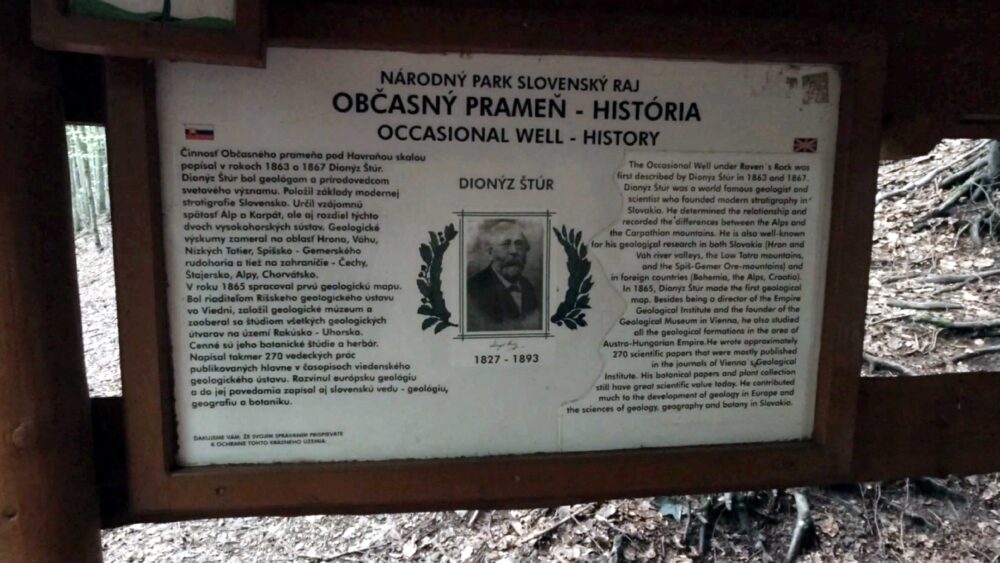 NÁRODNÝ PARK SLOVENSKÝ RAJ
OBČASNÝ PRAMEŇ - HISTÓRIA
OCCASIONAL WELL - HISTORY
Činnosť Občasného prameňa pod Havraňou skalou
popísal v rokoch 1863 a 1867 Dionýz Štúr.
Dionýz Štúr bol geológom a prírodovedcom
svetového významu. Položil základy modernej
stratigrafie Slovenska. Určil vzájomnú
spätosť Alp a Karpát, ale aj rozdiel týchto
dvoch vysokohorských sústav. Geologické
výskumy zameral na oblasť Hrona, Váhu,
Nízkych Tatier, Spišsko - Gemerského
rudohoria a tiež na zahraničie - Čechy,
Štajersko, Alpy, Chorvátsko.
V roku 1865 spracoval prvú geologickú mapu.
Bol riaditeľom Ríšskeho geologického ústavu
vo Viedni, založil geologické múzeum a
zaoberal sa štúdiom všetkých geologických
útvarov na území Rakúsko - Uhorska.
Cenné sú jeho botanické štúdie a herbár.
Napísal takmer 270 vedeckých prác
publikovaných hlavne v časopisoch viedenského
geologického ústavu. Rozvinul európsku geológiu
a do jej povedomia zapísal aj slovenskú vedu - geológiu,
geografiu a botaniku.
ĎAKUJEME VÁM, ŽE SVOJIM SPRÁVANÍM PRISPIEVATE
K OCHRANE TOHTO KRÁSNEHO ÚZEMIA.
DIONÝZ ŠTÚR
1827 - 1893
The Occasional Well under Raven´s Rock was
first described by Dionýz Štúr in 1863 and 1867.
Dionýz Štúr was a world famous geologist and
scientist who founded modern stratigraphy in
Slovakia. He determined the relationship and
recorded the differences between the Alps and
the Carpathian mountains. He is also well-known
for his geological research in both Slovakia (Hron and
Váh river valleys, the Low Tatra mountains,
and the Spiš-Gemer Ore-mountains) and
in foreign countries (Bohemia, the Alps, Croatia).
In 1865, Dionýz Štúr made the first geological
map. Besides being a director of the Empire
Geological Institute and the founder of the
Geological Museum in Vienna, he also studied
all the geological formations in the area of
Austro-Hungarian Empire.He wrote approximately
270 scientific papers that were mostly published
in the journals of Vienna's Geological
Institute. His botanical papers and plant collection
still have great scientific value today. He contributed
much to the development of geology in Europe and
the sciences of geology, geography and botany in Slovakia.